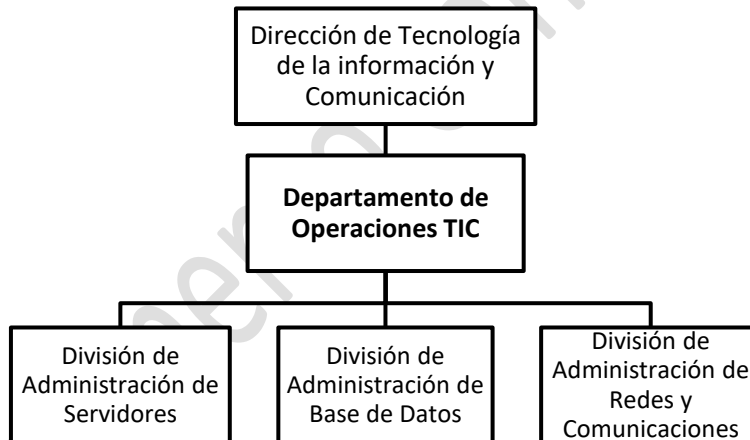 Dirección de Tecnología
de la información y
Comunicación
Departamento de
Operaciones TIC
División de
Administración de
Servidores
División de
Administración de
Base de Datos
División de
Administración de
Redes y
Comunicaciones